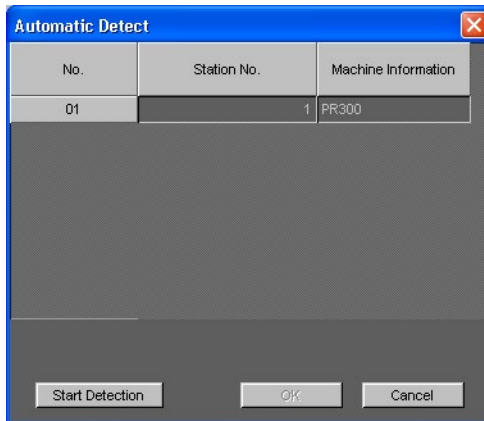 Automatic Detect
No. Station No. Machine Information
01 1 PR300
Start Detection OK Cancel